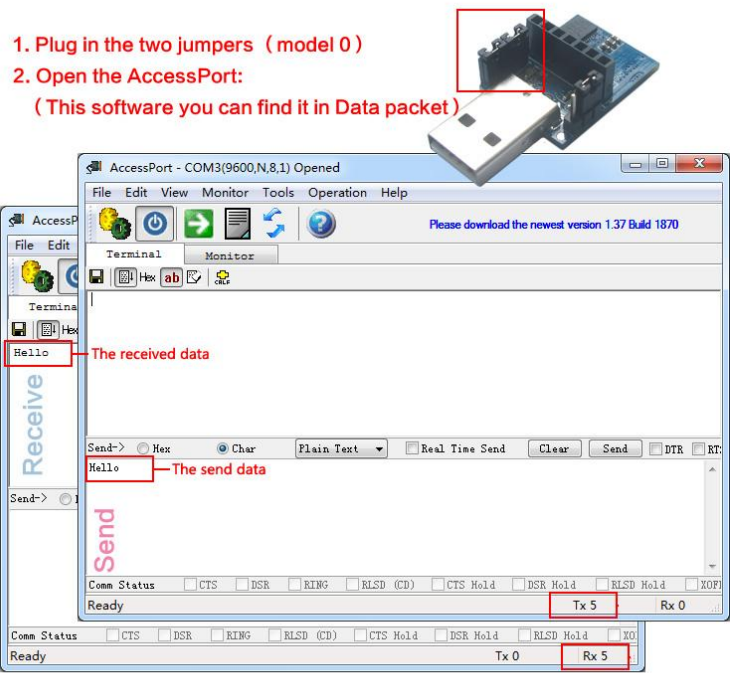 1. Plug in the two jumpers （model 0）
2. Open the AccessPort:
（This software you can find it in Data packet）
AccessPort - COM3(9600,N,8,1) Opened
File Edit View Monitor Tools Operation Help
Please download the newest version 1.37 Build 1870
Terminal Monitor
Hex ab CRLF
The received data
Send-> Hex Char Plain Text Real Time Send Clear Send DTR RTS
Hello
The send data
Send
Comm Status CTS DSR RING RLSD (CD) CTS Hold DSR Hold RLSD Hold XOF
Ready Tx 5 Rx 0
AccessP
File Edit
Termina
Hex
Hello
Receive
Send->
Comm Status CTS DSR RING RLSD (CD) CTS Hold DSR Hold RLSD Hold XO
Ready Tx 0 Rx 5